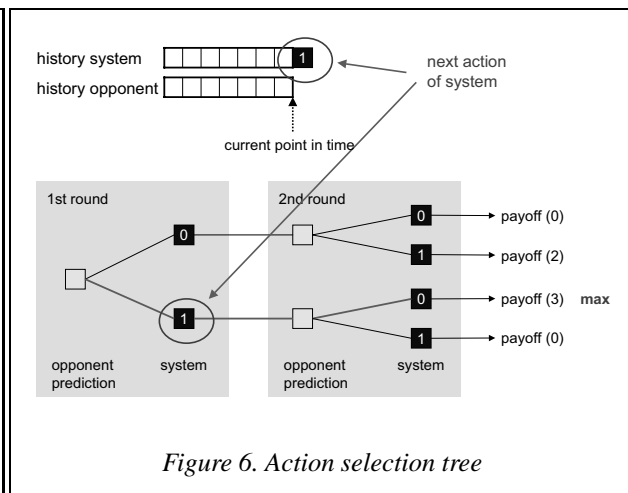 history system
1
next action
of system
history opponent
current point in time
1st round
2nd round
0
0
payoff (0)
1
payoff (2)
0
payoff (3) max
1
1
payoff (0)
opponent
prediction
system
opponent
prediction
system
Figure 6. Action selection tree